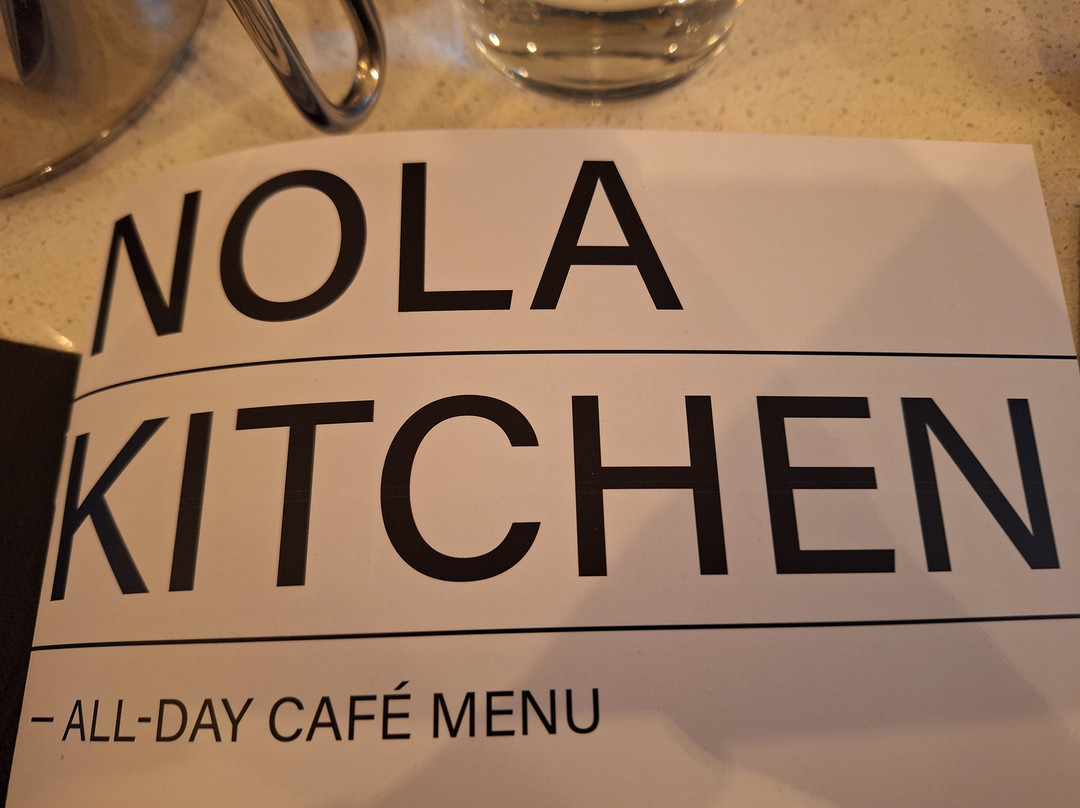 NOLA
KITCHEN
– ALL-DAY CAFÉ MENU